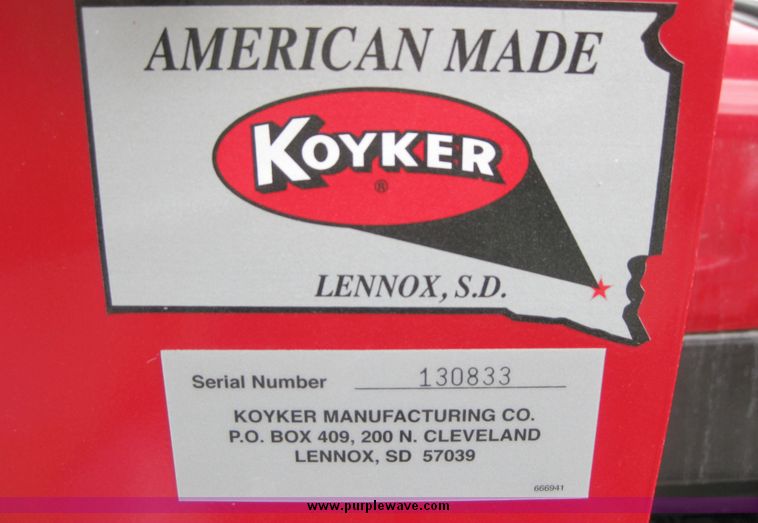 AMERICAN MADE
KOYKER
®
LENNOX, S.D.
Serial Number 130833
KOYKER MANUFACTURING CO.
P.O. BOX 409, 200 N. CLEVELAND
LENNOX, SD 57039
666941
www.purplewave.com